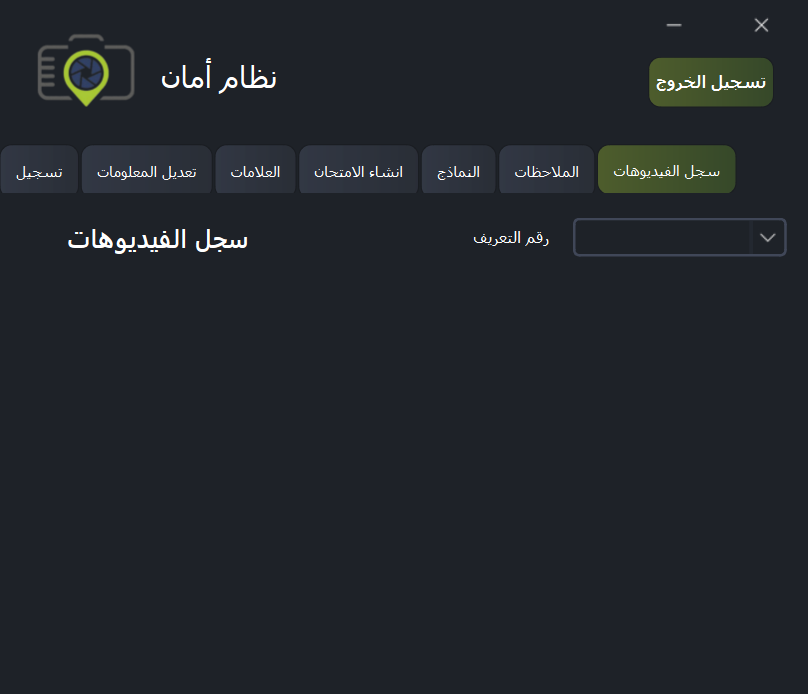 نظام أمان
تسجيل الخروج
سجل الفيديوهات
الملاحظات
النماذج
انشاء الامتحان
العلامات
تعديل المعلومات
تسجيل
رقم التعريف
سجل الفيديوهات